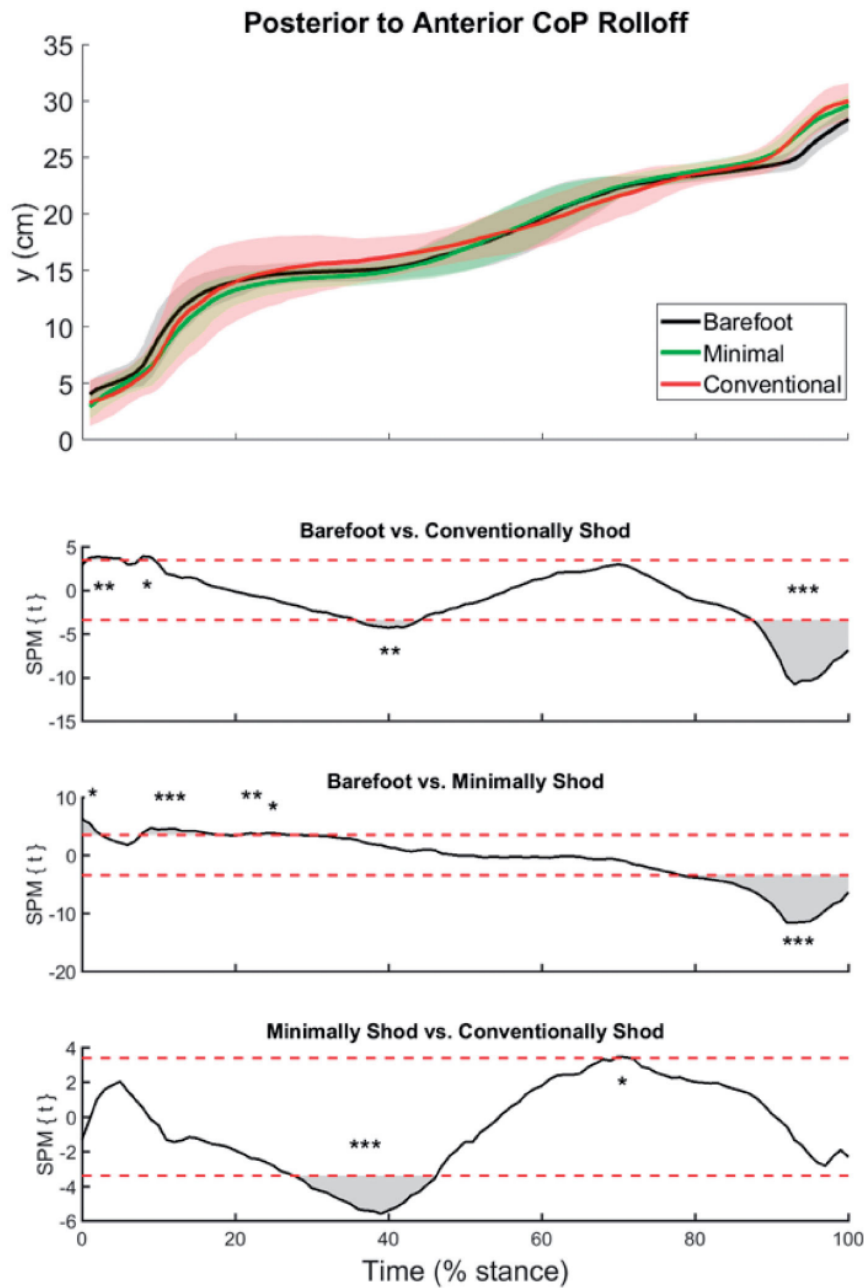 Posterior to Anterior CoP Rolloff
35
30
25
20
15
10
5
0
y (cm)
Barefoot
Minimal
Conventional
Barefoot vs. Conventionally Shod
5
0
-5
-10
-15
SPM { t }
** * ***
**
Barefoot vs. Minimally Shod
10
0
-10
-20
SPM { t }
* *** ** *
***
Minimally Shod vs. Conventionally Shod
4
2
0
-2
-4
-6
SPM { t }
*
***
0 20 40 60 80 100
Time (% stance)